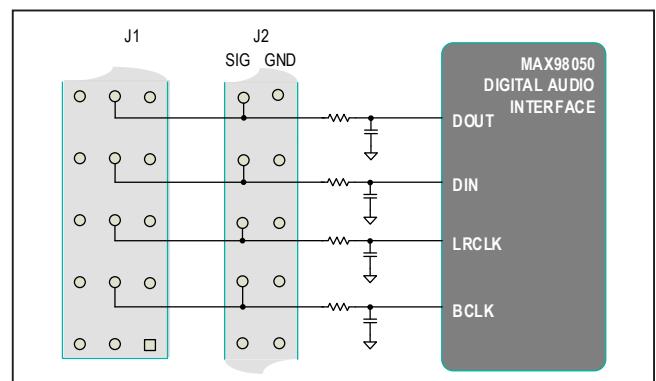 J1
J2
SIG GND
MAX98050
DIGITAL AUDIO
INTERFACE
DOUT
DIN
LRCLK
BCLK